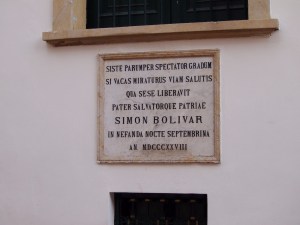 SISTE PARUMPER SPECTATOR GRADUM
SI VACAS MIRATURUS VIAM SALUTIS
QUA SESE LIBERAVIT
PATER SALVATORQUE PATRIAE
SIMON BOLIVAR
IN NEFANDA NOCTE SEPTEMBRINA
AN MDCCCXXVIII